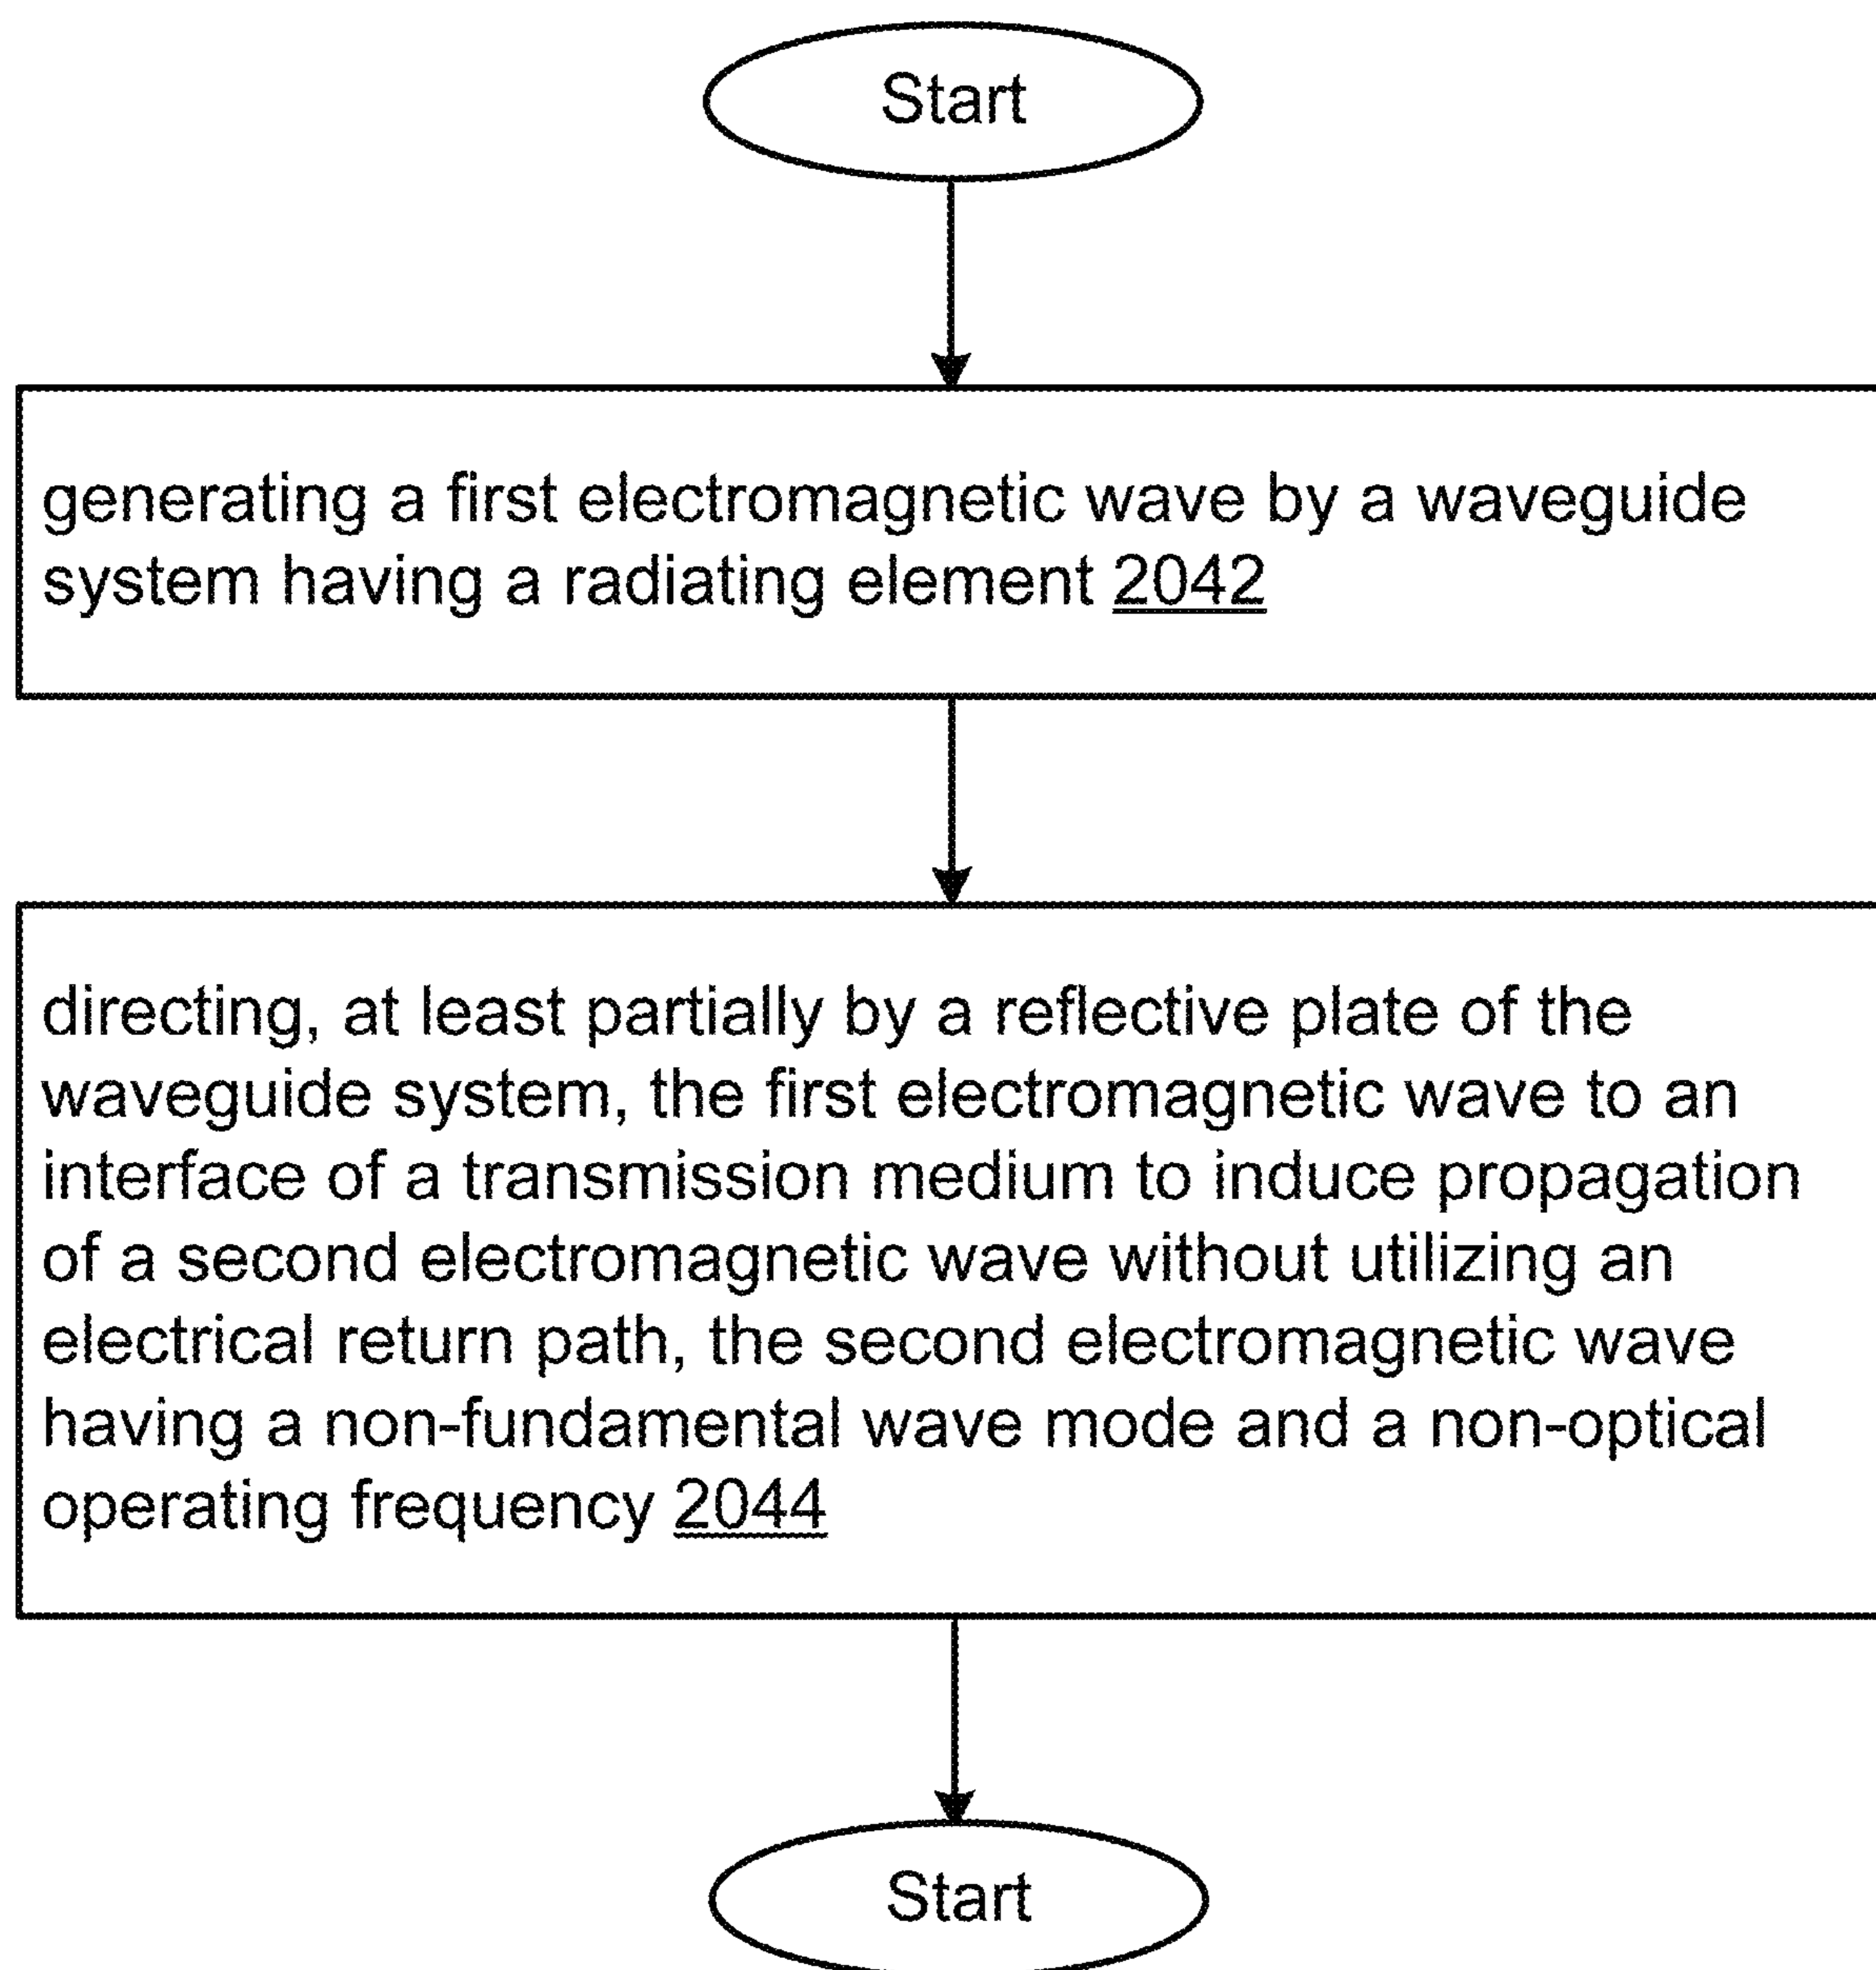 Start
generating a first electromagnetic wave by a waveguide
system having a radiating element 2042
directing, at least partially by a reflective plate of the
waveguide system, the first electromagnetic wave to an
interface of a transmission medium to induce propagation
of a second electromagnetic wave without utilizing an
electrical return path, the second electromagnetic wave
having a non-fundamental wave mode and a non-optical
operating frequency 2044
Start